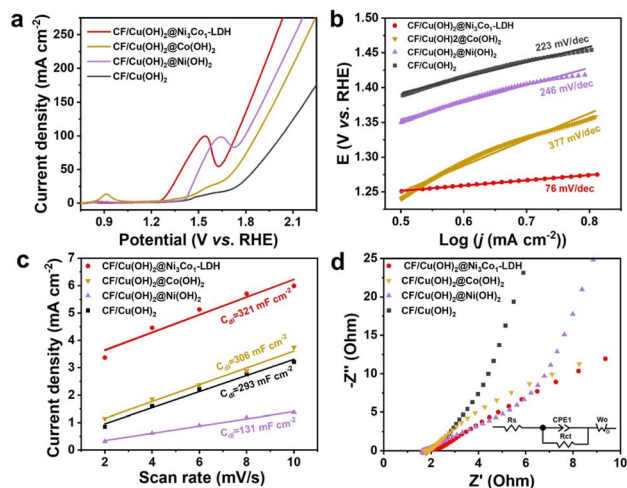 a
CF/Cu(OH)₂@Ni₃Co₁-LDH
CF/Cu(OH)₂@Co(OH)₂
CF/Cu(OH)₂@Ni(OH)₂
CF/Cu(OH)₂
Current density (mA cm⁻²)
250
200
150
100
50
0
0.9 1.2 1.5 1.8 2.1
Potential (V vs. RHE)
b
CF/Cu(OH)₂@Ni₃Co₁-LDH
CF/Cu(OH)2@Co(OH)₂
CF/Cu(OH)₂@Ni(OH)₂
CF/Cu(OH)₂
223 mV/dec
246 mV/dec
377 mV/dec
76 mV/dec
E (V vs. RHE)
1.50
1.45
1.40
1.35
1.30
1.25
0.5 0.6 0.7 0.8
Log (j (mA cm⁻²)
c
CF/Cu(OH)₂@Ni₃Co₁-LDH
CF/Cu(OH)₂@Co(OH)₂
CF/Cu(OH)₂@Ni(OH)₂
CF/Cu(OH)₂
C_dl=321 mF cm⁻²
C_dl=306 mF cm⁻²
C_dl=293 mF cm⁻²
C_dl=131 mF cm⁻²
Current density (mA cm⁻²)
8
7
6
5
4
3
2
1
0
2 4 6 8 10
Scan rate (mV/s)
d
CF/Cu(OH)₂@Ni₃Co₁-LDH
CF/Cu(OH)₂@Co(OH)₂
CF/Cu(OH)₂@Ni(OH)₂
CF/Cu(OH)₂
-Z'' (Ohm)
25
20
15
10
5
0
Rs CPE1 Wo
Rct
0 2 4 6 8 10
Z' (Ohm)